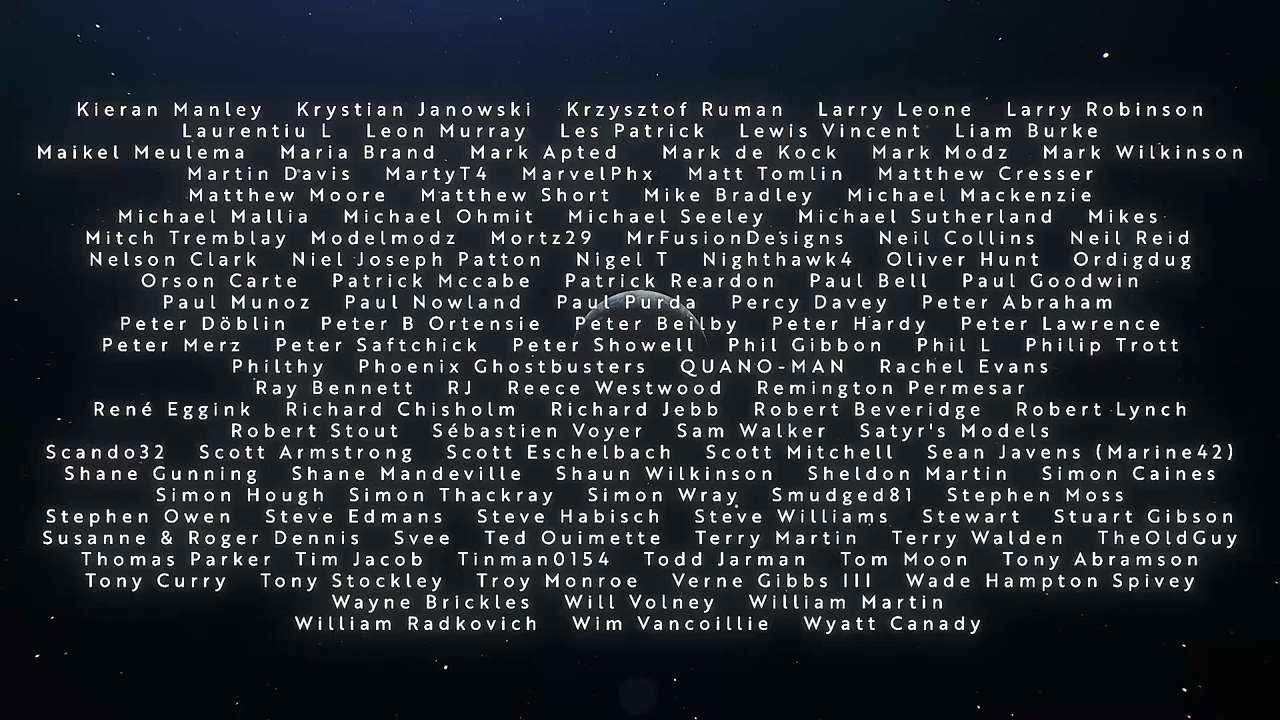 Kieran Manley Krystian Janowski Krzysztof Ruman Larry Leone Larry Robinson
Laurentiu L Leon Murray Les Patrick Lewis Vincent Liam Burke
Maikel Meulema Maria Brand Mark Apted Mark de Kock Mark Modz Mark Wilkinson
Martin Davis MartyT4 MarvelPhx Matt Tomlin Matthew Cresser
Matthew Moore Matthew Short Mike Bradley Michael Mackenzie
Michael Mallia Michael Ohmit Michael Seeley Michael Sutherland Mikes
Mitch Tremblay Modelmodz Mortz29 MrFusionDesigns Neil Collins Neil Reid
Nelson Clark Niel Joseph Patton Nigel T Nighthawk4 Oliver Hunt Ordigdug
Orson Carte Patrick Mccabe Patrick Reardon Paul Bell Paul Goodwin
Paul Munoz Paul Nowland Paul Purda Percy Davey Peter Abraham
Peter Döblin Peter B Ortensie Peter Beilby Peter Hardy Peter Lawrence
Peter Merz Peter Saftchick Peter Showell Phil Gibbon Phil L Philip Trott
Philthy Phoenix Ghostbusters QUANO-MAN Rachel Evans
Ray Bennett RJ Reece Westwood Remington Permesar
René Eggink Richard Chisholm Richard Jebb Robert Beveridge Robert Lynch
Robert Stout Sébastien Voyer Sam Walker Satyr's Models
Scando32 Scott Armstrong Scott Eschelbach Scott Mitchell Sean Javens (Marine42)
Shane Gunning Shane Mandeville Shaun Wilkinson Sheldon Martin Simon Caines
Simon Hough Simon Thackray Simon Wray Smudged81 Stephen Moss
Stephen Owen Steve Edmans Steve Habisch Steve Williams Stewart Stuart Gibson
Susanne & Roger Dennis Svee Ted Ouimette Terry Martin Terry Walden TheOldGuy
Thomas Parker Tim Jacob Tinman0154 Todd Jarman Tom Moon Tony Abramson
Tony Curry Tony Stockley Troy Monroe Verne Gibbs III Wade Hampton Spivey
Wayne Brickles Will Volney William Martin
William Radkovich Wim Vancoillie Wyatt Canady